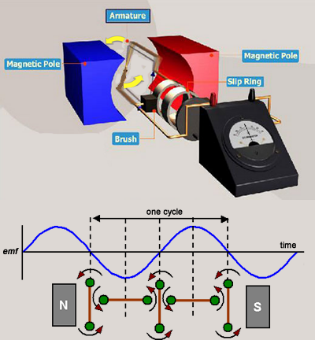 Armature
Magnetic Pole
Magnetic Pole
Slip Ring
Brush
one cycle
emf
time
N
S